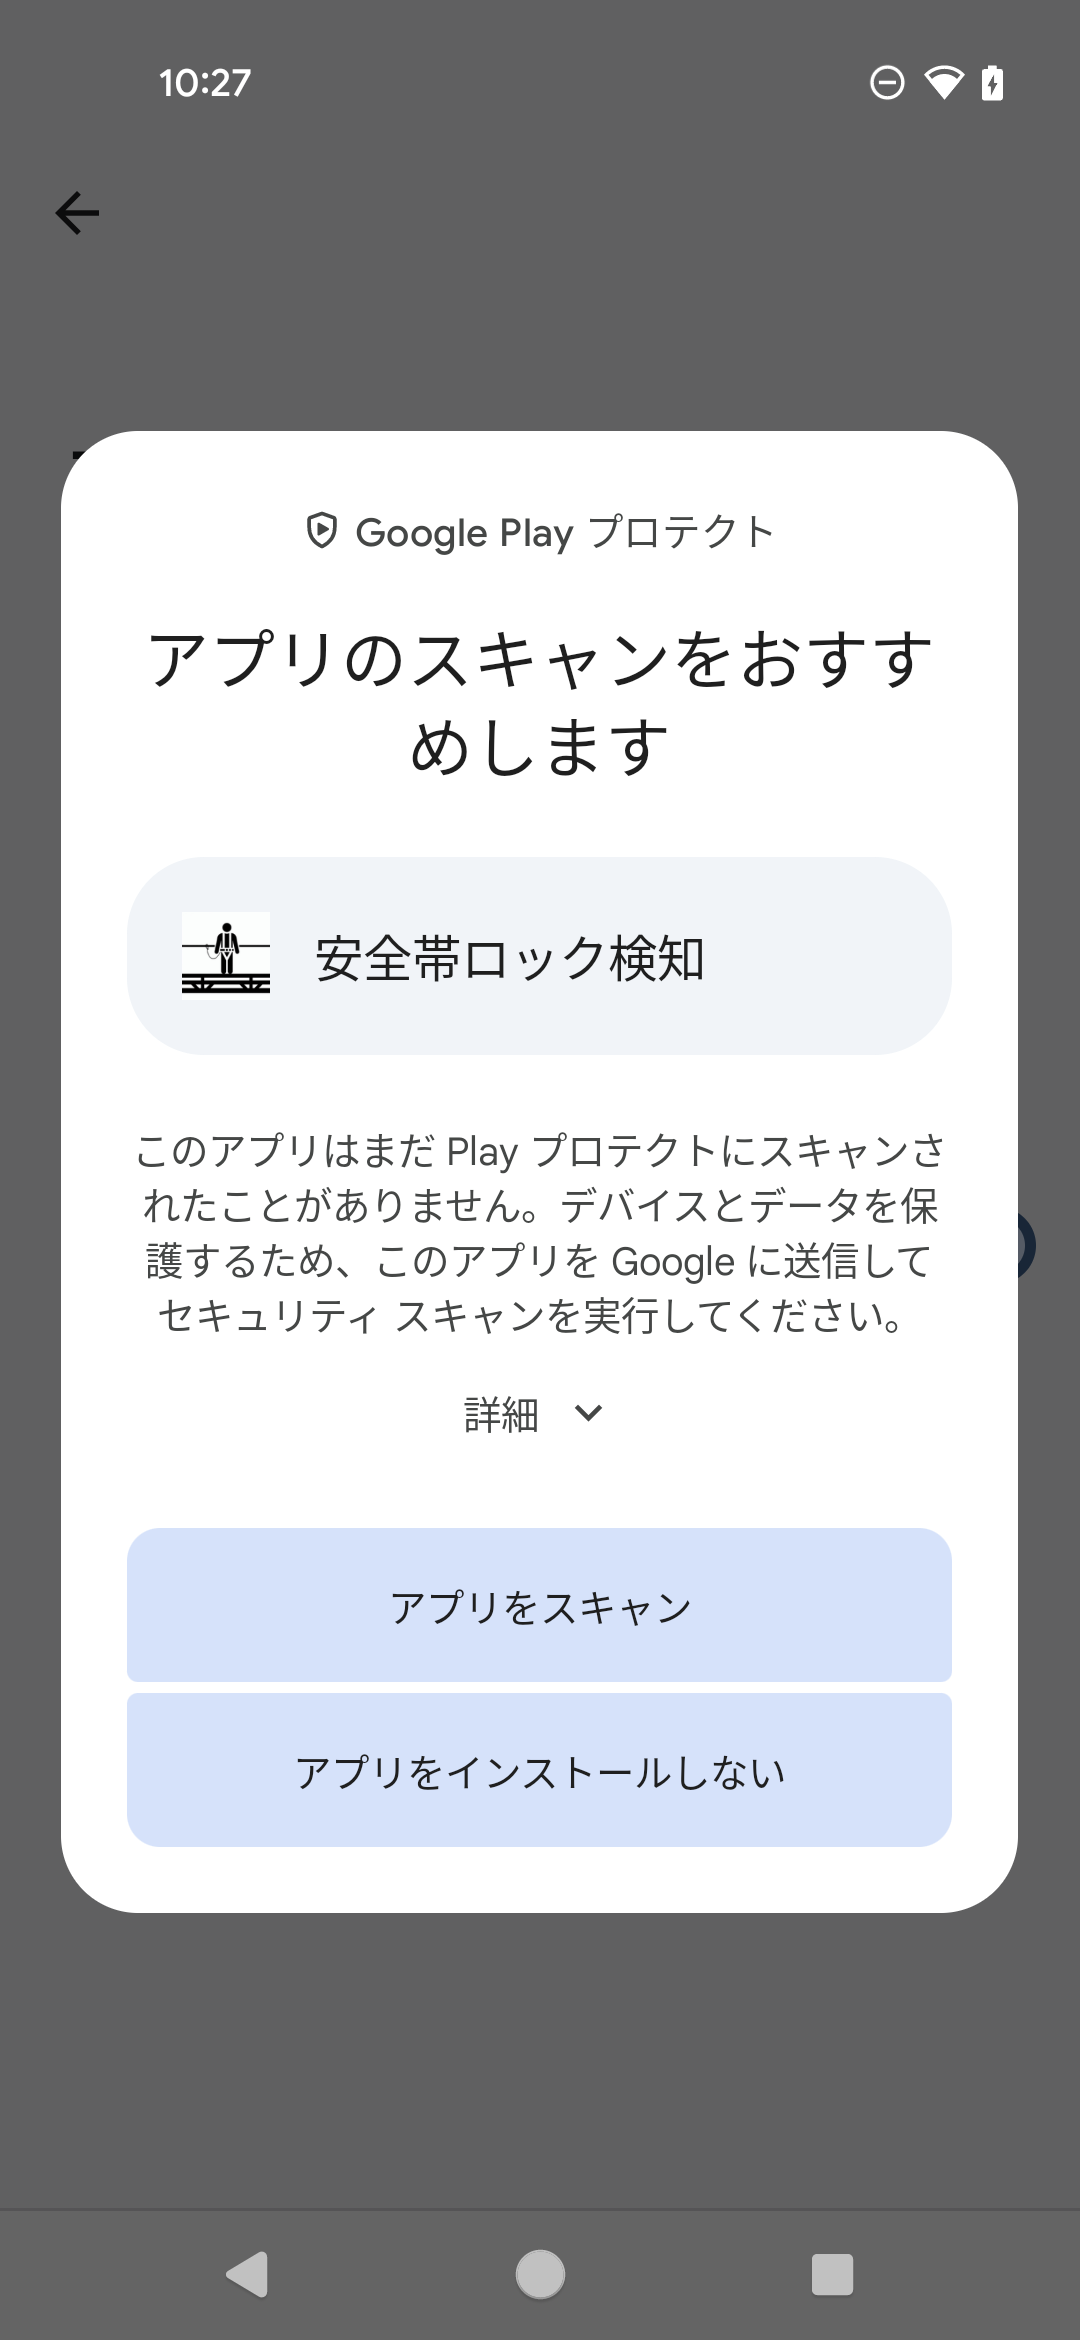 10:27
Google Play プロテクト
アプリのスキャンをおすす
めします
安全帯ロック検知
このアプリはまだ Play プロテクトにスキャンさ
れたことがありません。デバイスとデータを保
護するため、このアプリを Google に送信して
セキュリティ スキャンを実行してください。
詳細
アプリをスキャン
アプリをインストールしない